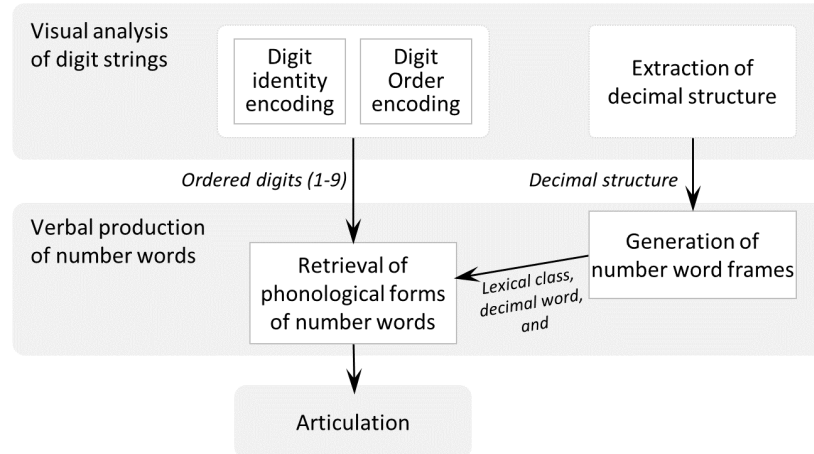 Visual analysis
of digit strings
Digit
identity
encoding
Digit
Order
encoding
Extraction of
decimal structure
Ordered digits (1-9)
Decimal structure
Verbal production
of number words
Retrieval of
phonological forms
of number words
Generation of
number word frames
Lexical class,
decimal word,
and
Articulation